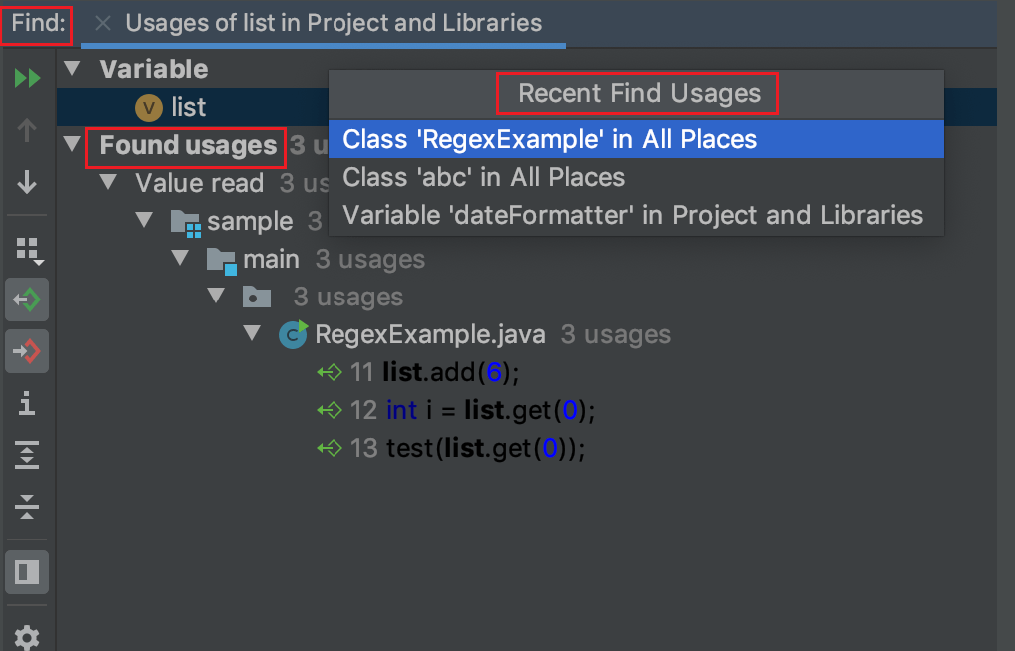 Find: Usages of list in Project and Libraries
Variable
list
Found usages 3 u
Value read 3 us
sample 3
main 3 usages
3 usages
RegexExample.java 3 usages
11 list.add(6);
12 int i = list.get(0);
13 test(list.get(0));
Recent Find Usages
Class 'RegexExample' in All Places
Class 'abc' in All Places
Variable 'dateFormatter' in Project and Libraries